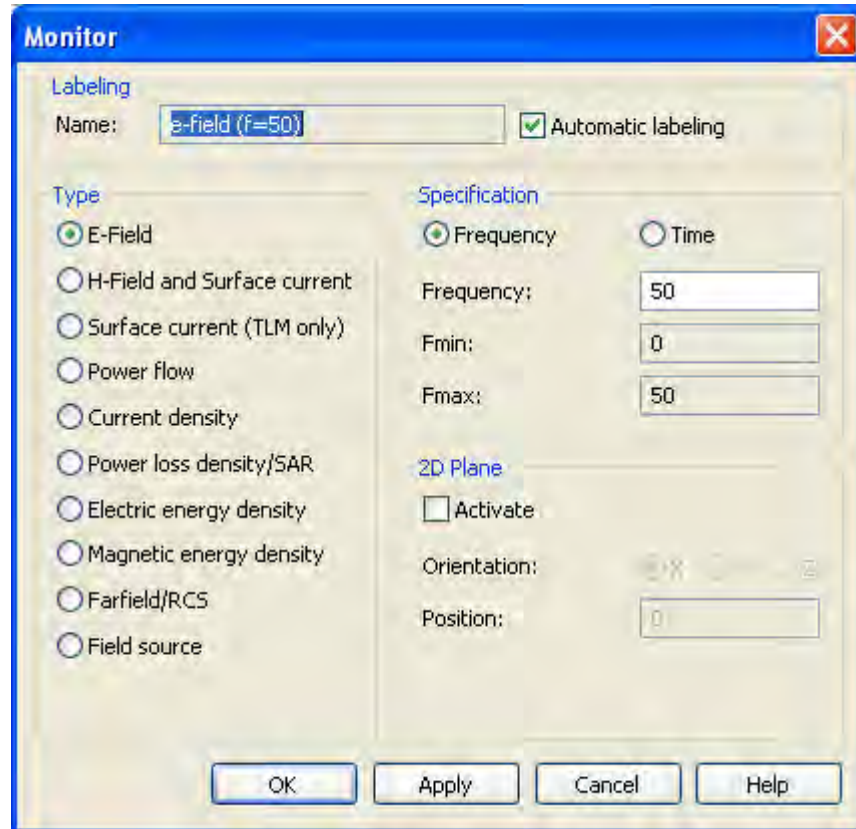 Monitor
Labeling
Name: e-field (f=50) Automatic labeling
Type
E-Field
H-Field and Surface current
Surface current (TLM only)
Power flow
Current density
Power loss density/SAR
Electric energy density
Magnetic energy density
Farfield/RCS
Field source
Specification
Frequency Time
Frequency: 50
Fmin: 0
Fmax: 50
2D Plane
Activate
Orientation: X Z
Position: 0
OK Apply Cancel Help